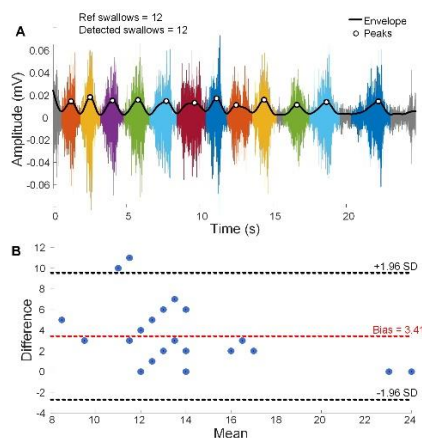 A
Ref swallows = 12
Detected swallows = 12
Envelope
Peaks
Amplitude (mV)
0.06
0.04
0.02
0
-0.02
-0.04
-0.06
0 5 10 15 20
Time (s)
B
Difference
12
10
8
6
4
2
0
-2
-4
+1.96 SD
Bias = 3.41
-1.96 SD
8 10 12 14 16 18 20 22 24
Mean